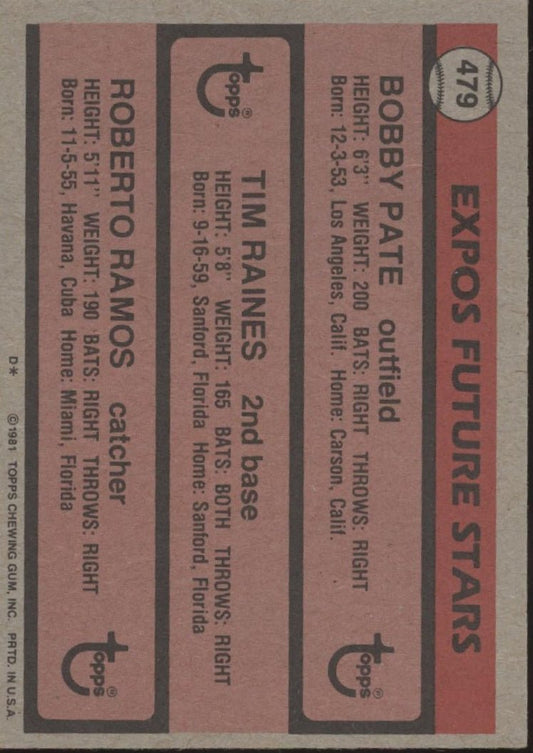 479
EXPOS FUTURE STARS
BOBBY PATE outfield
HEIGHT: 6'3" WEIGHT: 200 BATS: RIGHT THROWS: RIGHT
Born: 12-3-53, Los Angeles, Calif. Home: Carson, Calif.
Topps®
Topps®
TIM RAINES 2nd base
HEIGHT: 5'8" WEIGHT: 165 BATS: BOTH THROWS: RIGHT
Born: 9-16-59, Sanford, Florida Home: Sanford, Florida
ROBERTO RAMOS catcher
HEIGHT: 5'11" WEIGHT: 190 BATS: RIGHT THROWS: RIGHT
Born: 11-5-55, Havana, Cuba Home: Miami, Florida
Topps®
D* ©1981 TOPPS CHEWING GUM, INC. PRTD. IN U.S.A.